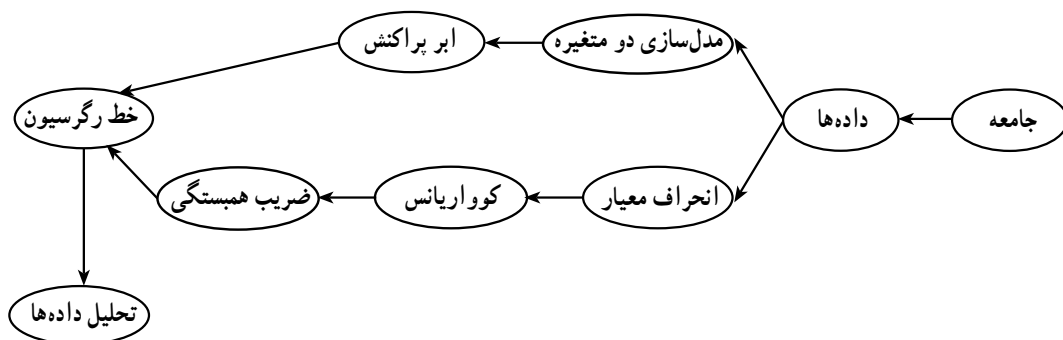 جامعه
داده‌ها
مدل‌سازی دو متغیره
ابر پراکنش
انحراف معیار
کوواریانس
ضریب همبستگی
خط رگرسیون
تحلیل داده‌ها